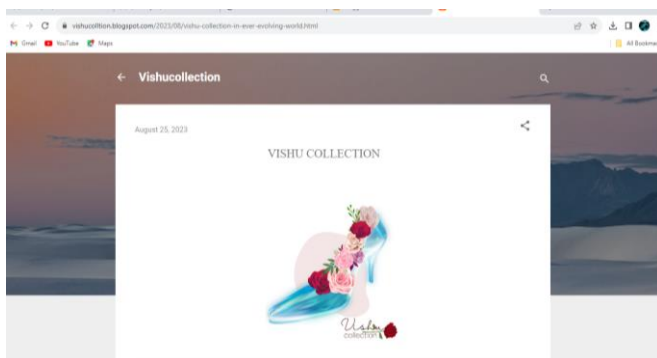 vishucolltion.blogspot.com/2023/08/vishu-collection-in-ever-evolving-world.html
Gmail YouTube Maps
All Bookmar
Vishucollection
August 25, 2023
VISHU COLLECTION
Vishu
collection